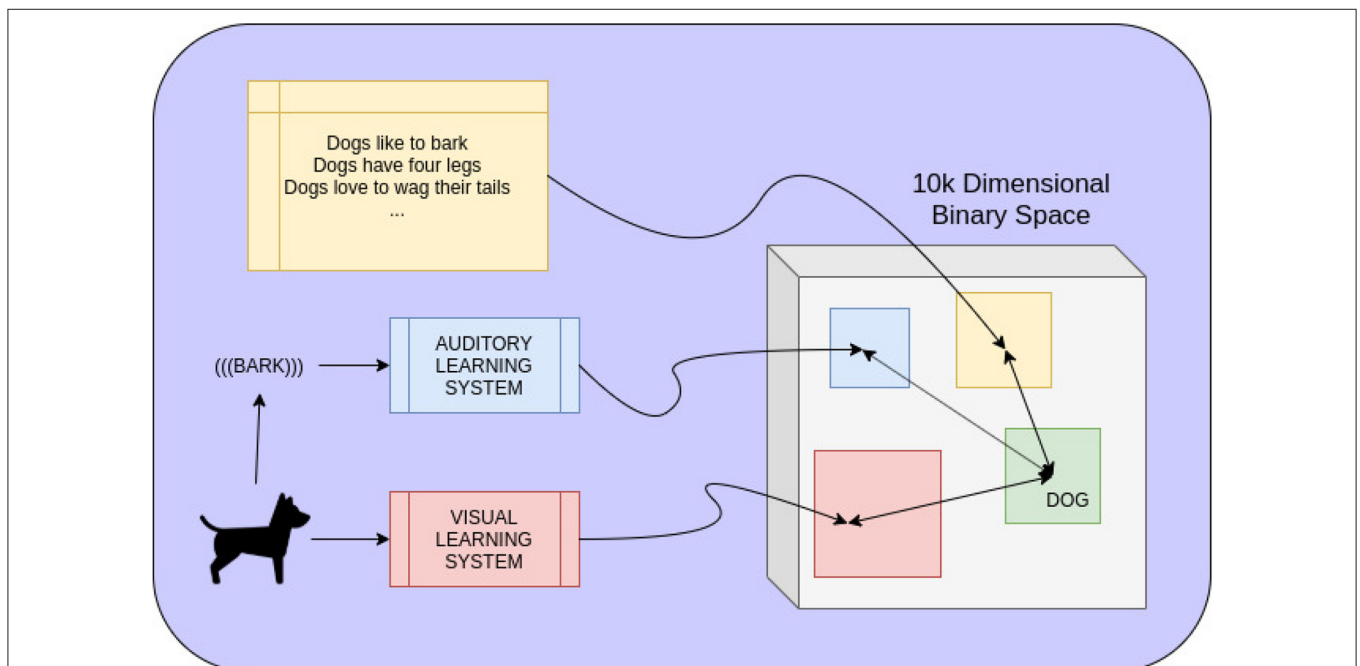 Dogs like to bark
Dogs have four legs
Dogs love to wag their tails
...
10k Dimensional
Binary Space
(((BARK)))
AUDITORY
LEARNING
SYSTEM
VISUAL
LEARNING
SYSTEM
DOG